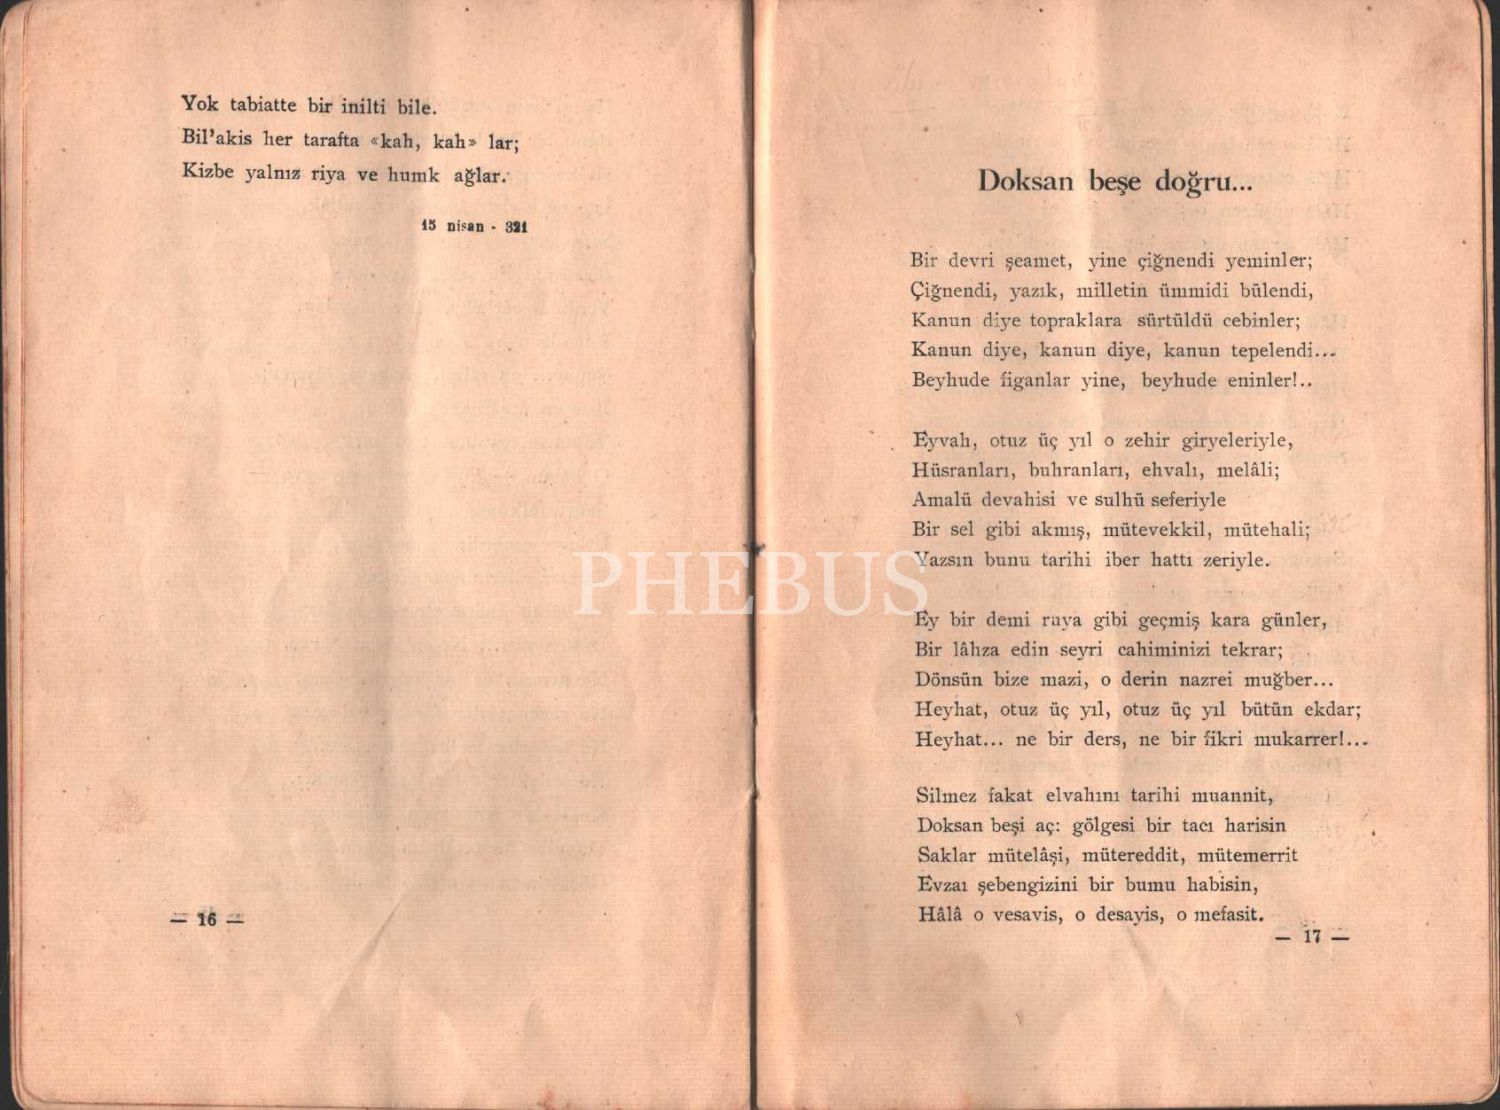 Yok tabiatte bir inilti bile.
Bil'akis her tarafta «kah, kah» lar;
Kizbe yalnız riya ve humk ağlar.
15 nisan - 321
— 16 —
Doksan beşe doğru...
Bir devri şeamet, yine çiğnendi yeminler;
Çiğnendi, yazık, milletin ümmidi bülendi,
Kanun diye topraklara sürtüldü cebinler;
Kanun diye, kanun diye, kanun tepelendi...
Beyhude figanlar yine, beyhude eninler!..
Eyvah, otuz üç yıl o zehir giryeleriyle,
Hüsranları, buhranları, ehvalı, melâli;
Amalü devahisi ve sulhü seferiyle
Bir sel gibi akmış, mütevekkil, mütehali;
Yazsın bunu tarihi iber hattı zeriyle.
Ey bir demi ruya gibi geçmiş kara günler,
Bir lâhza edin seyri cahiminizi tekrar;
Dönsün bize mazi, o derin nazrei muğber...
Heyhat, otuz üç yıl, otuz üç yıl bütün ekdar;
Heyhat... ne bir ders, ne bir fikri mukarrer!...
Silmez fakat elvahını tarihi muannit,
Doksan beşi aç: gölgesi bir tacı harisin
Saklar mütelâşi, mütereddit, mütemerrit
Evzaı şebengizini bir bumu habisin,
Hâlâ o vesavis, o desayis, o mefasit.
— 17 —
PHEBUS